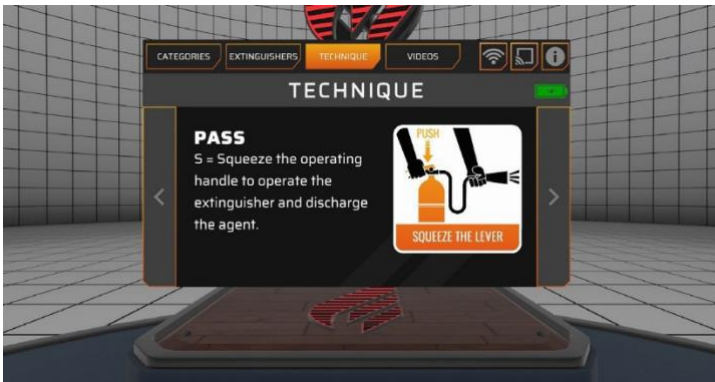 CATEGORIES
EXTINGUISHERS
TECHNIQUE
VIDEOS
TECHNIQUE
PASS
S = Squeeze the operating
handle to operate the
extinguisher and discharge
the agent.
PUSH
SQUEEZE THE LEVER